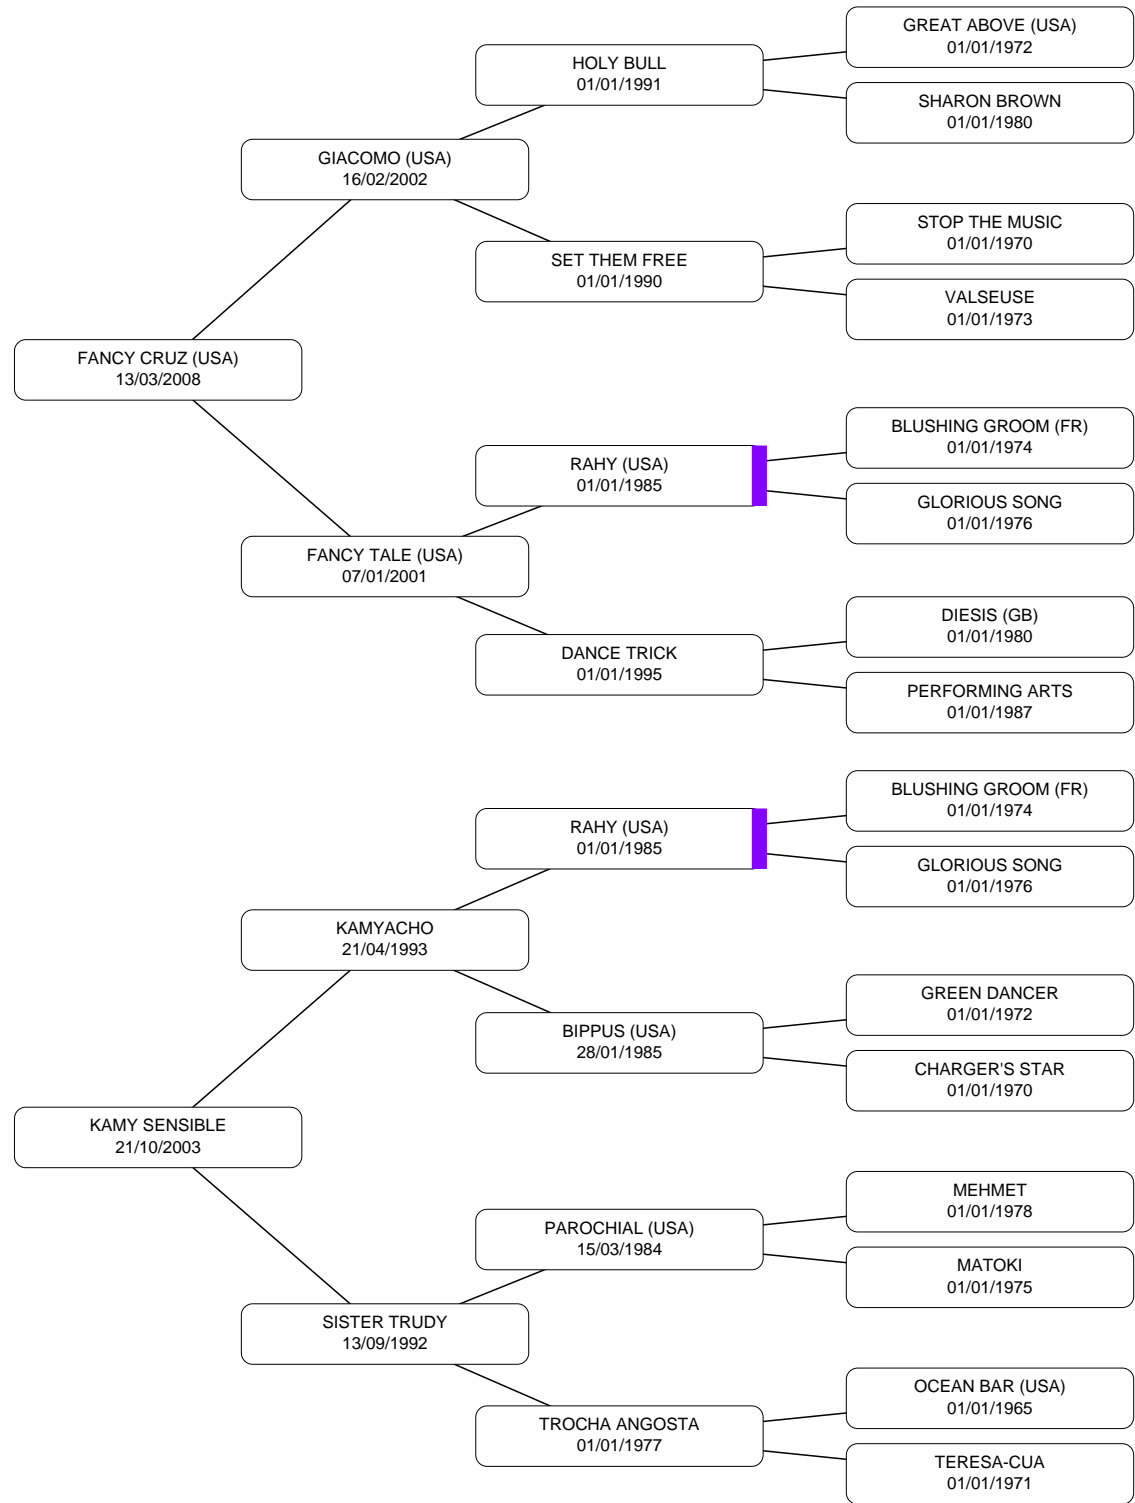 GREAT ABOVE (USA)
01/01/1972
HOLY BULL
01/01/1991
SHARON BROWN
01/01/1980
GIACOMO (USA)
16/02/2002
STOP THE MUSIC
01/01/1970
SET THEM FREE
01/01/1990
VALSEUSE
01/01/1973
FANCY CRUZ (USA)
13/03/2008
BLUSHING GROOM (FR)
01/01/1974
RAHY (USA)
01/01/1985
GLORIOUS SONG
01/01/1976
FANCY TALE (USA)
07/01/2001
DIESIS (GB)
01/01/1980
DANCE TRICK
01/01/1995
PERFORMING ARTS
01/01/1987
BLUSHING GROOM (FR)
01/01/1974
RAHY (USA)
01/01/1985
GLORIOUS SONG
01/01/1976
KAMYACHO
21/04/1993
GREEN DANCER
01/01/1972
BIPPUS (USA)
28/01/1985
CHARGER'S STAR
01/01/1970
KAMY SENSIBLE
21/10/2003
MEHMET
01/01/1978
PAROCHIAL (USA)
15/03/1984
MATOKI
01/01/1975
SISTER TRUDY
13/09/1992
OCEAN BAR (USA)
01/01/1965
TROCHA ANGOSTA
01/01/1977
TERESA-CUA
01/01/1971